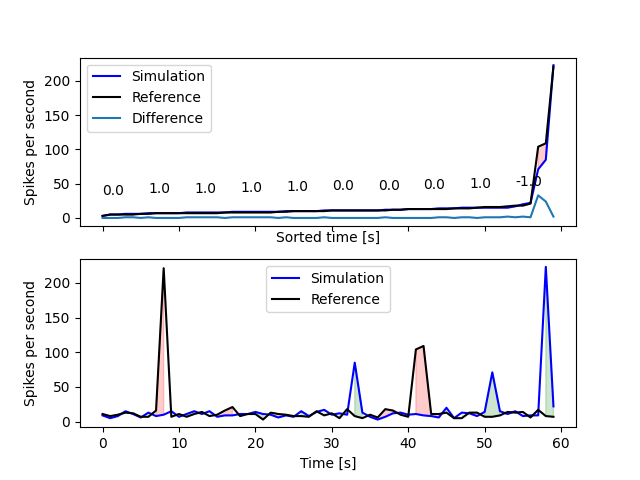 Spikes per second
200
150
100
50
0
Simulation
Reference
Difference
0.0 1.0 1.0 1.0 1.0 0.0 0.0 0.0 1.0 -1.0
Sorted time [s]
Spikes per second
200
150
100
50
0
Simulation
Reference
0 10 20 30 40 50 60
Time [s]